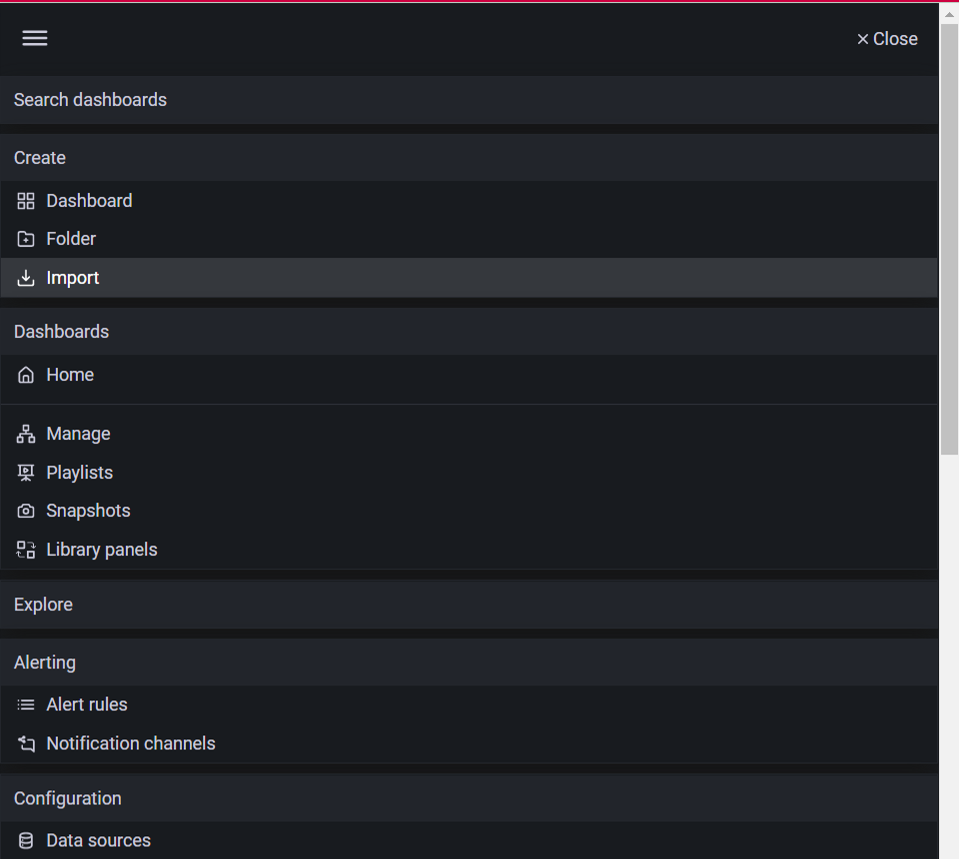 Close
Search dashboards
Create
Dashboard
Folder
Import
Dashboards
Home
Manage
Playlists
Snapshots
Library panels
Explore
Alerting
Alert rules
Notification channels
Configuration
Data sources